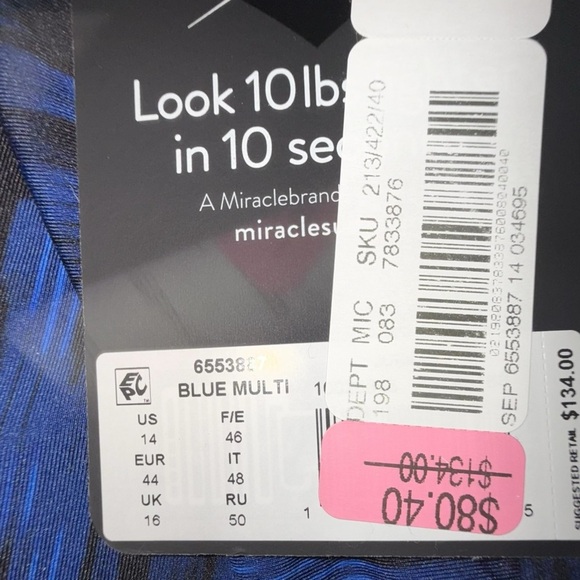 Look 10 lbs
in 10 sec
A Miraclebrand
miraclesu
655388
BLUE MULTI
US F/E
14 46
EUR IT
44 48
UK RU
16 50
1
5
SUGGESTED RETAIL $134.00
DEPT MIC SKU 213/422/40
198 083 7833876
SEP 6553887 14 034695
$134.00
$80.40